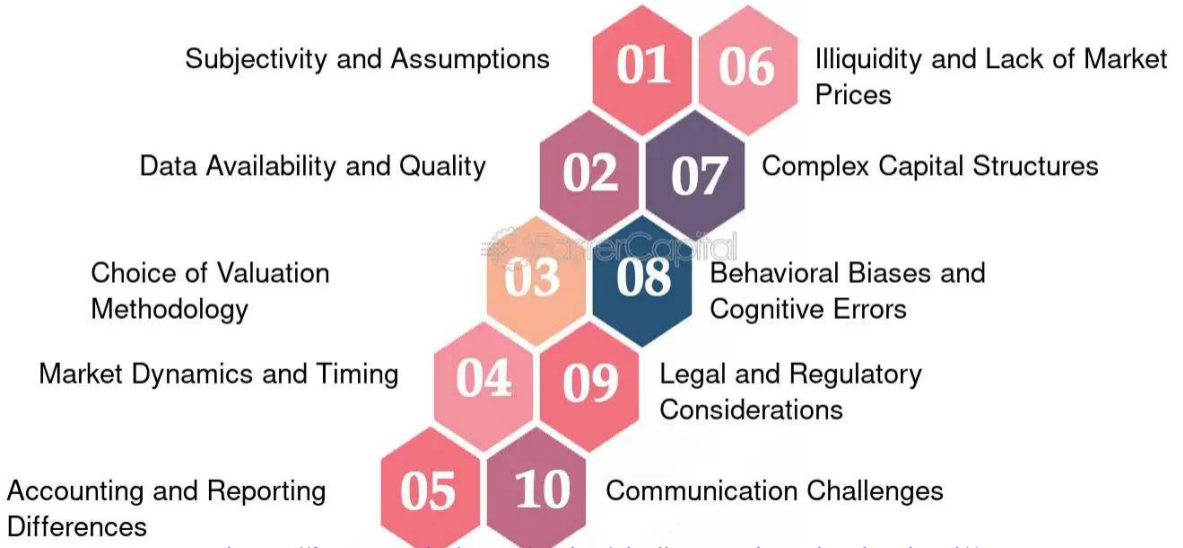 01
Subjectivity and Assumptions
02
Data Availability and Quality
03
Choice of Valuation
Methodology
04
Market Dynamics and Timing
05
Accounting and Reporting
Differences
06
Illiquidity and Lack of Market
Prices
07
Complex Capital Structures
FasterCapital
08
Behavioral Biases and
Cognitive Errors
09
Legal and Regulatory
Considerations
10
Communication Challenges